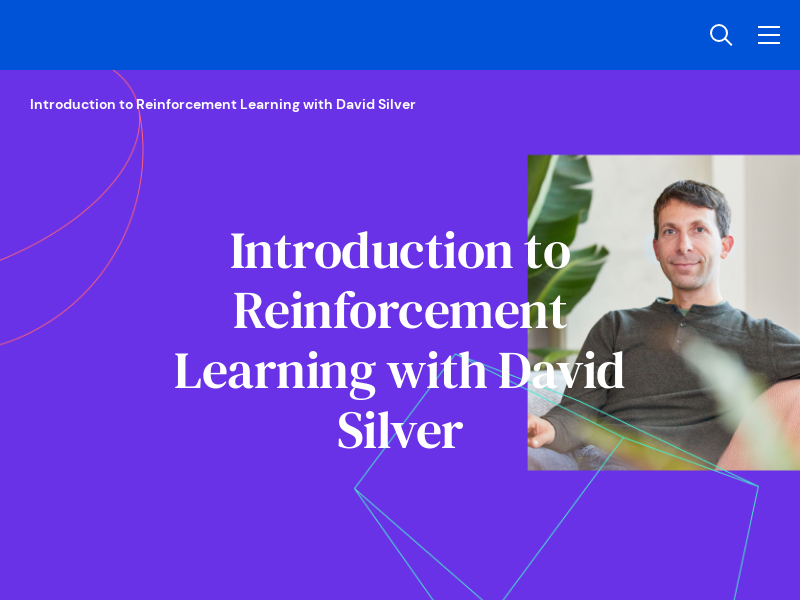 Introduction to Reinforcement Learning with David Silver
Introduction to
Reinforcement
Learning with David
Silver